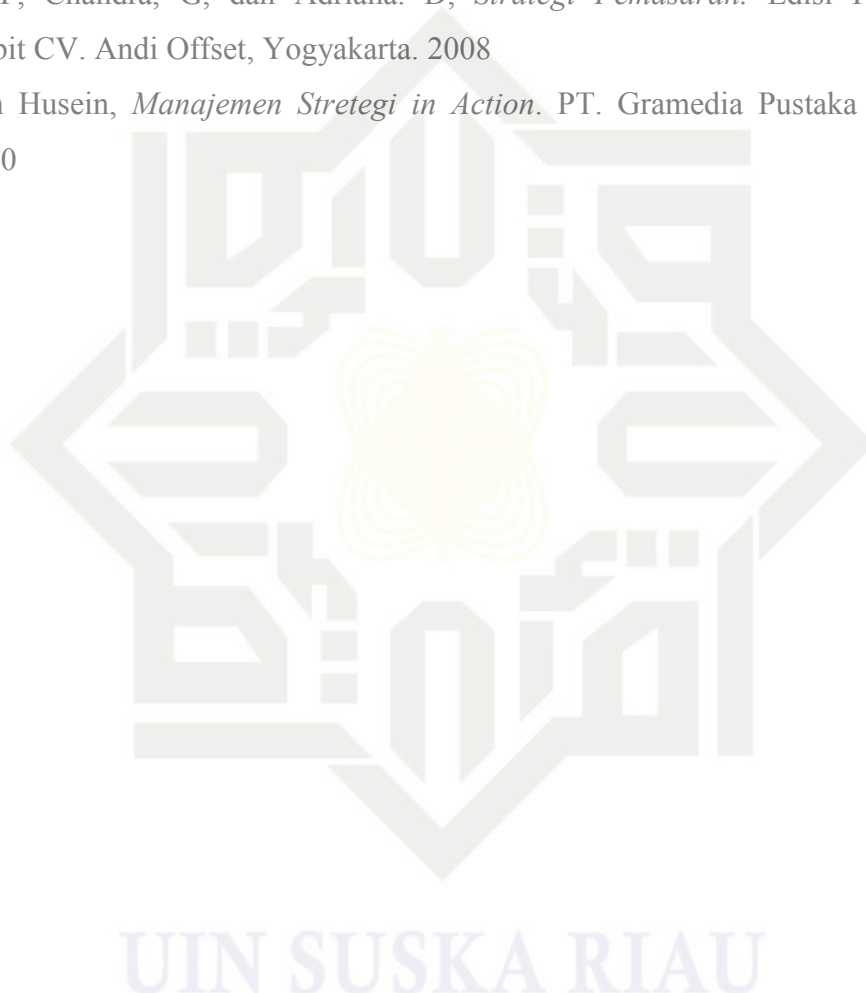 Chandra, G; dan Adriana. D, Strategi Pemasaran. Edisi
bit CV. Andi Offset, Yogyakarta. 2008
n Husein, Manajemen Stretegi in Action. PT. Gramedia Pustaka
0
UIN SUSKA RIAU